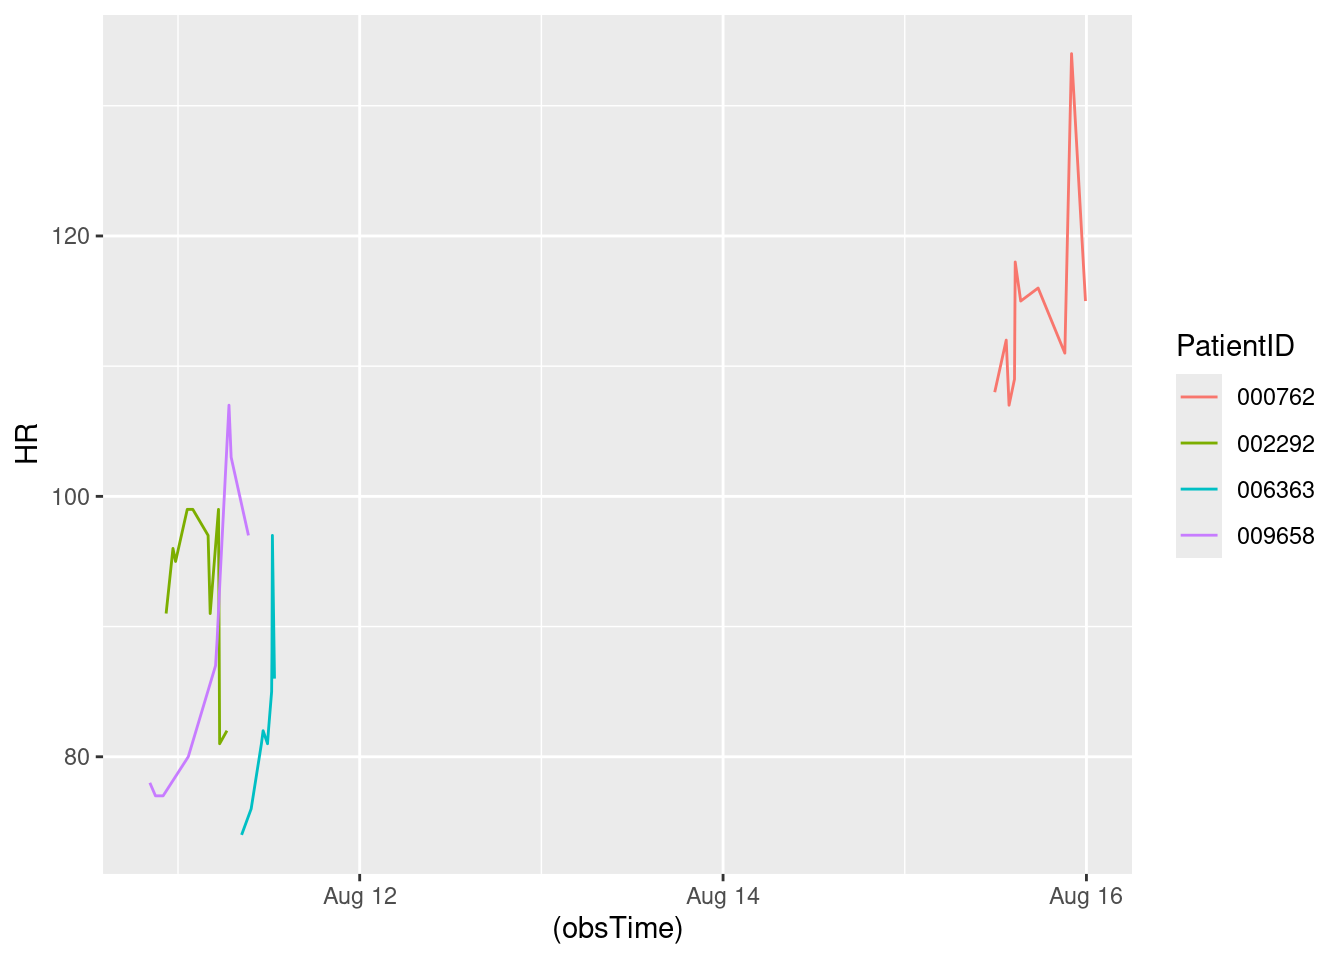 120
100
80
HR
Aug 12
Aug 14
Aug 16
(obsTime)
PatientID
000762
002292
006363
009658